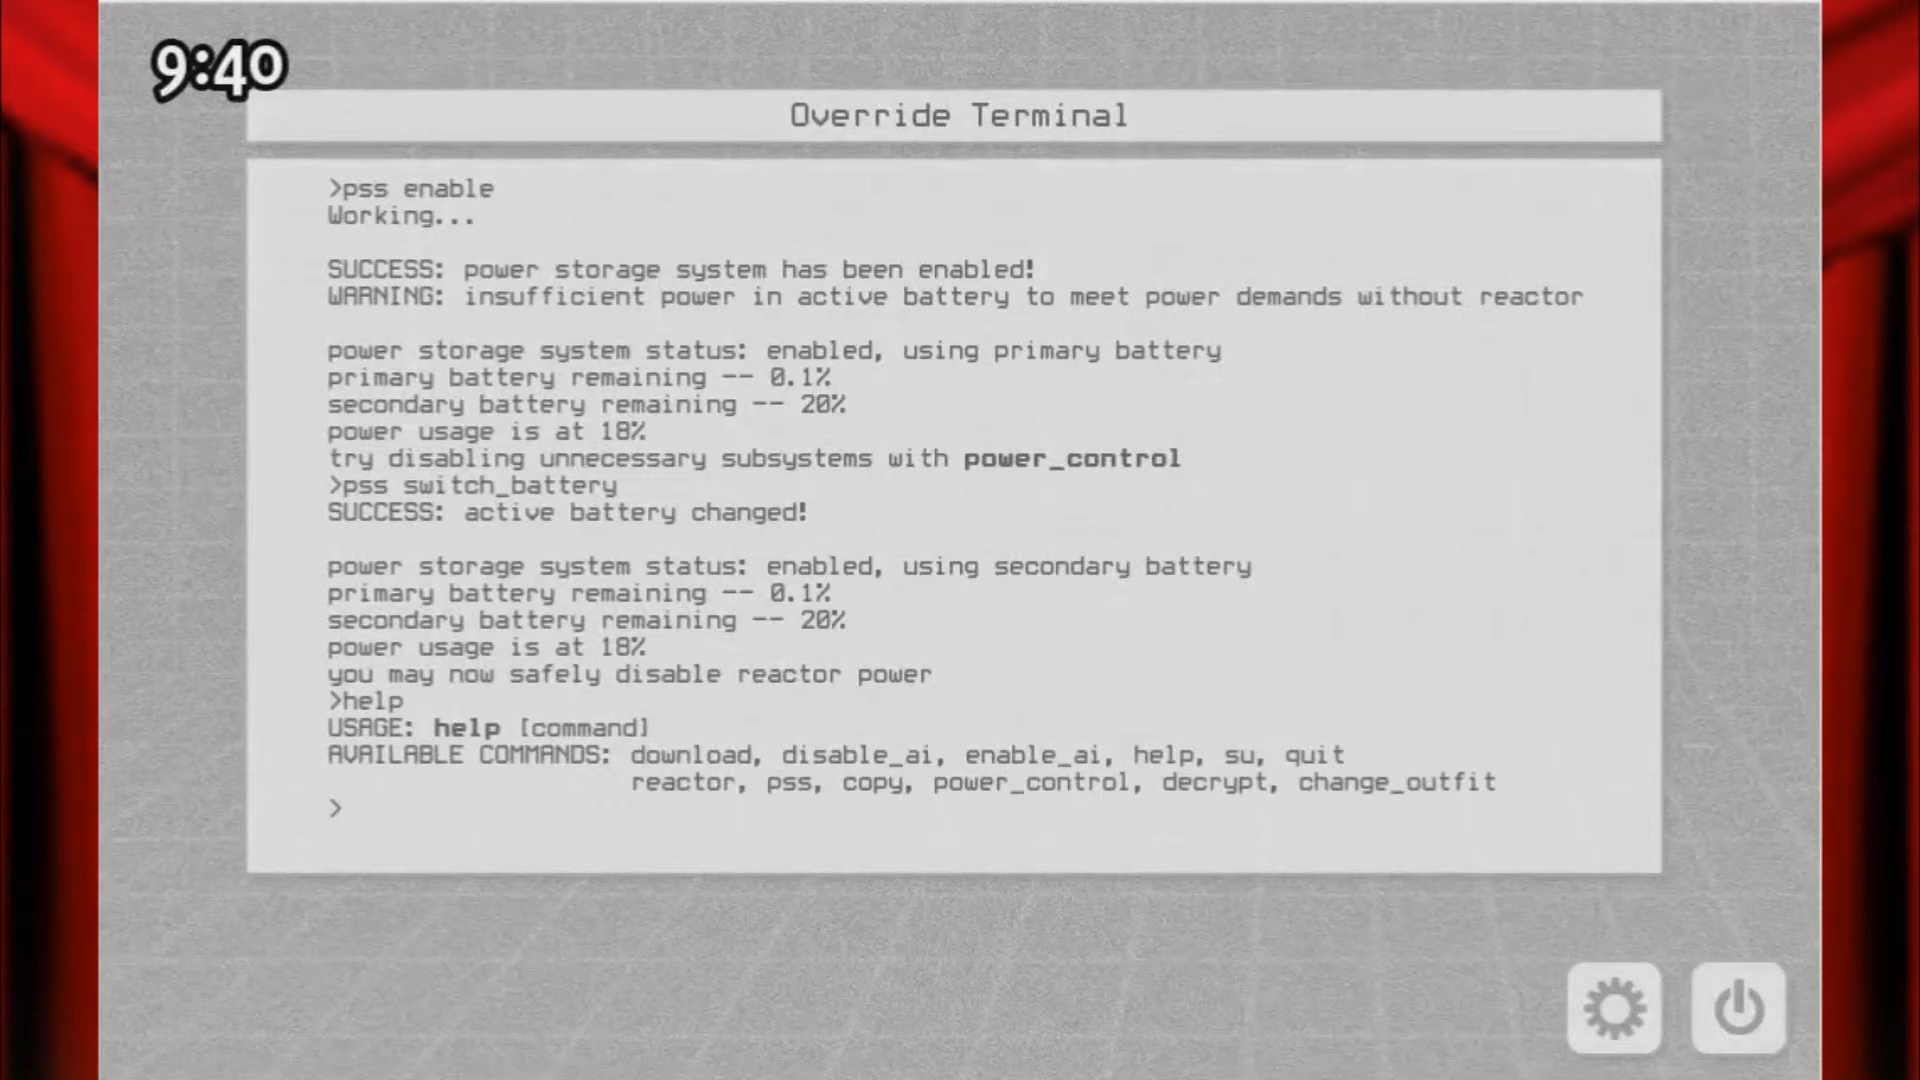 9:40
Override Terminal
>pss enable
Working...
SUCCESS: power storage system has been enabled!
WARNING: insufficient power in active battery to meet power demands without reactor
power storage system status: enabled, using primary battery
primary battery remaining -- 0.1%
secondary battery remaining -- 20%
power usage is at 18%
try disabling unnecessary subsystems with power_control
>pss switch_battery
SUCCESS: active battery changed!
power storage system status: enabled, using secondary battery
primary battery remaining -- 0.1%
secondary battery remaining -- 20%
power usage is at 18%
you may now safely disable reactor power
>help
USAGE: help [command]
AVAILABLE COMMANDS: download, disable_ai, enable_ai, help, su, quit
reactor, pss, copy, power_control, decrypt, change_outfit
>